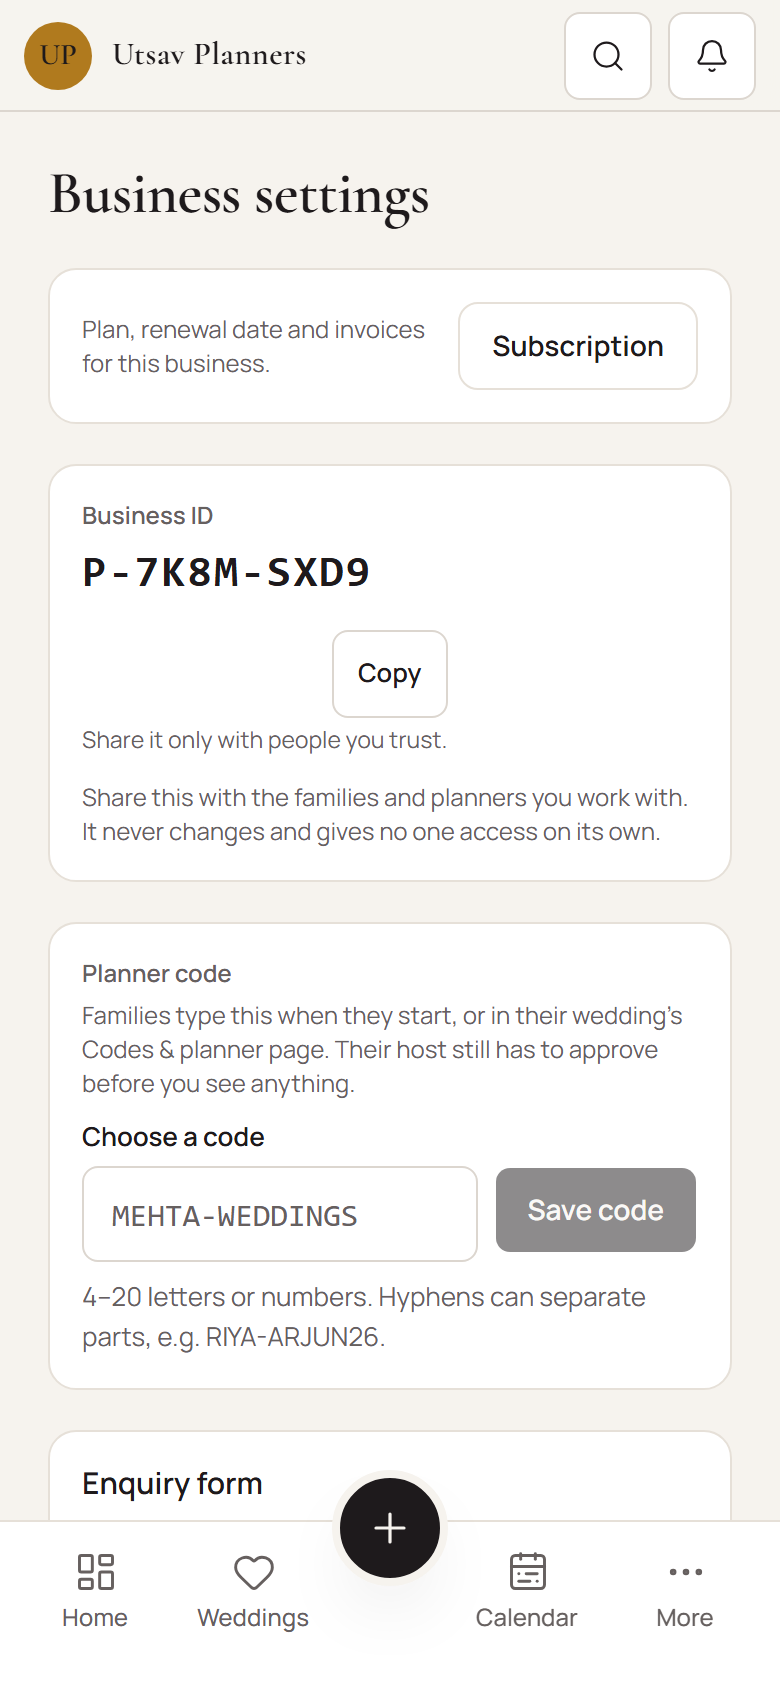 UP
Utsav Planners
Business settings
Plan, renewal date and invoices
for this business.
Subscription
Business ID
P-7K8M-SXD9
Copy
Share it only with people you trust.
Share this with the families and planners you work with.
It never changes and gives no one access on its own.
Planner code
Families type this when they start, or in their wedding’s
Codes & planner page. Their host still has to approve
before you see anything.
Choose a code
MEHTA-WEDDINGS
Save code
4–20 letters or numbers. Hyphens can separate
parts, e.g. RIYA-ARJUN26.
Enquiry form
Home
Weddings
Calendar
More